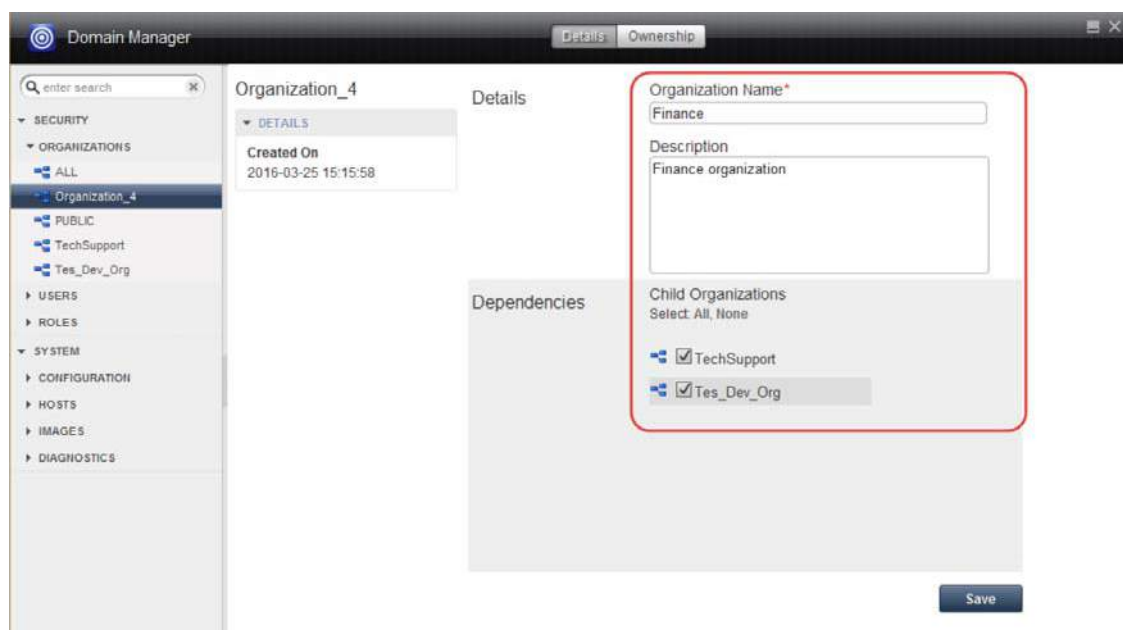 Domain Manager
Details Ownership
enter search
SECURITY
ORGANIZATIONS
ALL
Organization_4
PUBLIC
TechSupport
Tes_Dev_Org
USERS
ROLES
SYSTEM
CONFIGURATION
HOSTS
IMAGES
DIAGNOSTICS
Organization_4
DETAILS
Created On
2016-03-25 15:15:58
Details
Organization Name*
Finance
Description
Finance organization
Dependencies
Child Organizations
Select: All, None
TechSupport
Tes_Dev_Org
Save